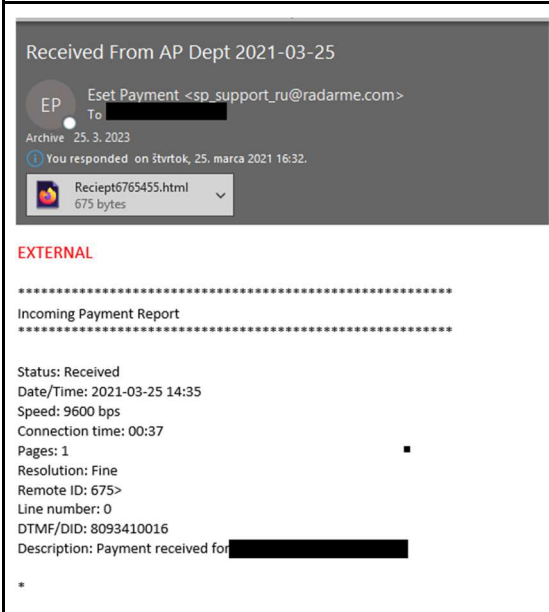 Received From AP Dept 2021-03-25
EP
Eset Payment <sp_support_ru@radarme.com>
To
Archive 25. 3. 2023
You responded on štvrtok, 25. marca 2021 16:32.
Reciept6765455.html
675 bytes
EXTERNAL
**********************************************************
Incoming Payment Report
**********************************************************
Status: Received
Date/Time: 2021-03-25 14:35
Speed: 9600 bps
Connection time: 00:37
Pages: 1
Resolution: Fine
Remote ID: 675>
Line number: 0
DTMF/DID: 8093410016
Description: Payment received for
*